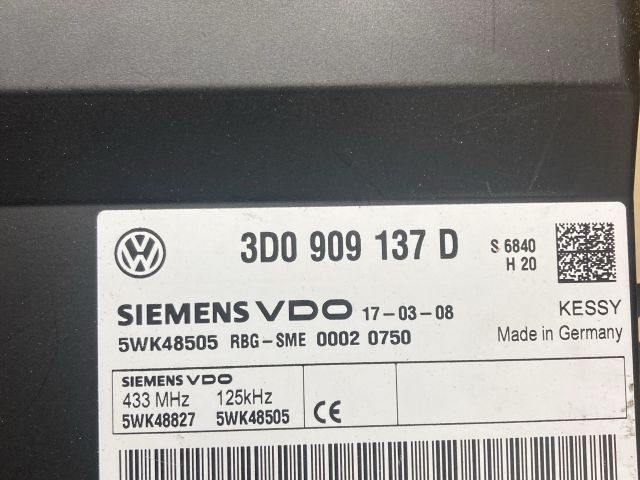 3D0 909 137 D
S 6840
H 20
SIEMENS VDO 17-03-08
KESSY
5WK48505 RBG-SME 0002 0750
Made in Germany
SIEMENS VDO
433 MHz 125kHz
5WK48827 5WK48505
CE